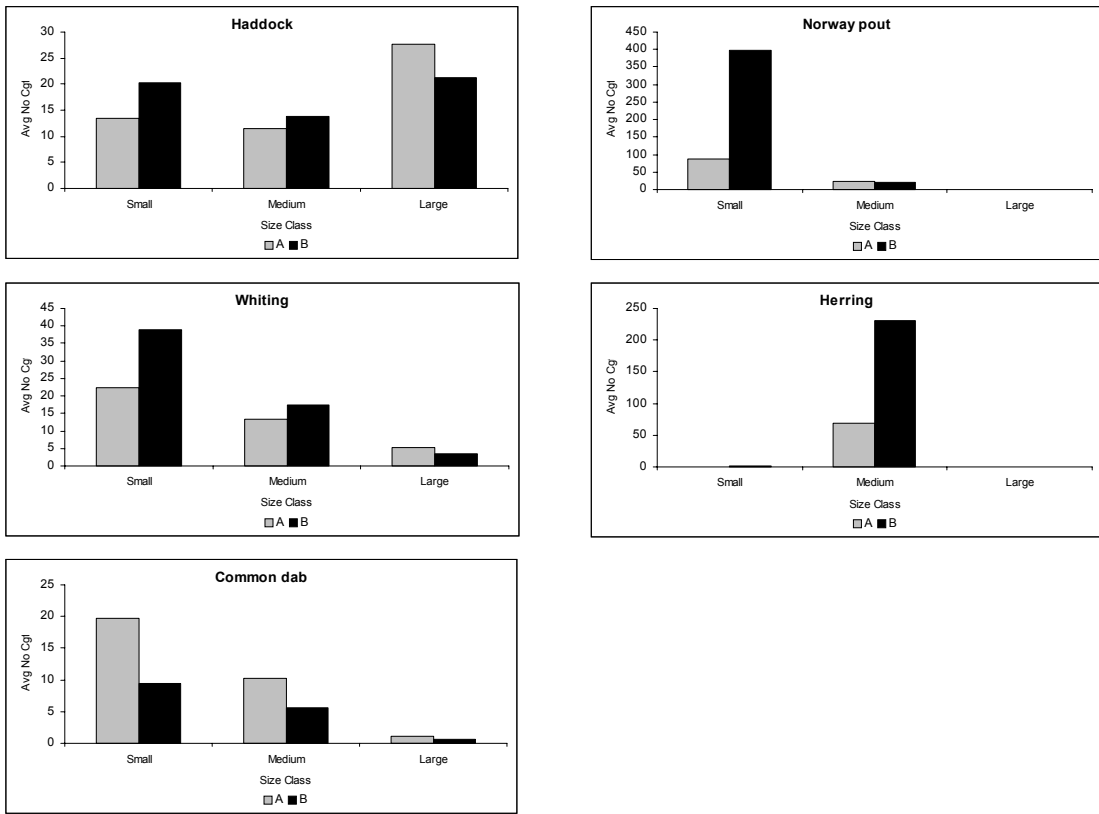 Haddock
Avg No Cgt
30
25
20
15
10
5
0
Small Medium Large
Size Class
A B
Norway pout
Avg No Cgt
450
400
350
300
250
200
150
100
50
0
Small Medium Large
Size Class
A B
Whiting
Avg No Cg
45
40
35
30
25
20
15
10
5
0
Small Medium Large
Size Class
A B
Herring
Avg No Cg
250
200
150
100
50
0
Small Medium Large
Size Class
A B
Common dab
Avg No Cgt
25
20
15
10
5
0
Small Medium Large
Size Class
A B